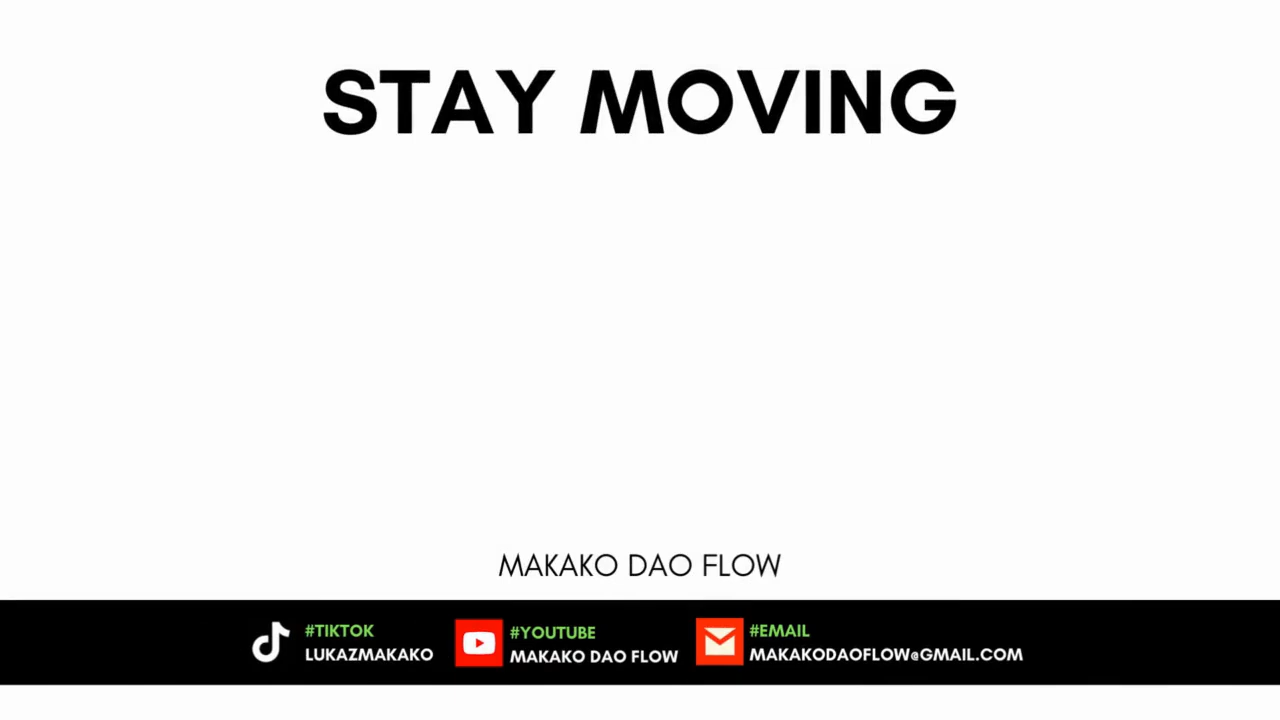 STAY MOVING
MAKAKO DAO FLOW
#TIKTOK
LUKAZMAKAKO
#YOUTUBE
MAKAKO DAO FLOW
#EMAIL
MAKAKODAOFLOW@GMAIL.COM